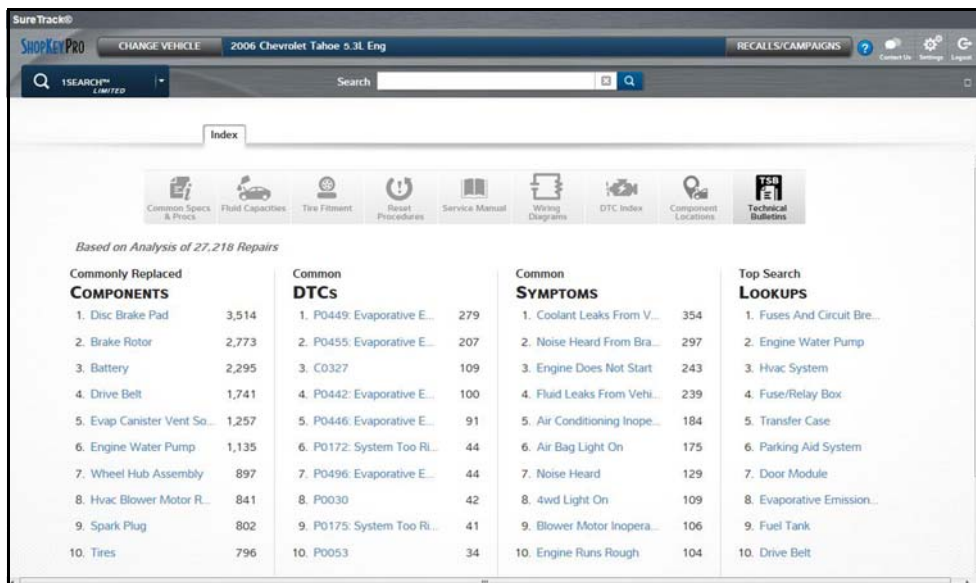 SureTrack®
SHOPKEYPRO CHANGE VEHICLE 2006 Chevrolet Tahoe 5.3L Eng RECALLS/CAMPAIGNS ? Contact Us Settings Logout
1SEARCH™ Search
LIMITED
Index
Common Specs & Procs
Fluid Capacities
Tire Fitment
Reset Procedures
Service Manual
Wiring Diagrams
DTC Index
Component Locations
TSB
Technical Bulletins
Based on Analysis of 27,218 Repairs
Commonly Replaced
COMPONENTS
1. Disc Brake Pad 3,514
2. Brake Rotor 2,773
3. Battery 2,295
4. Drive Belt 1,741
5. Evap Canister Vent So... 1,257
6. Engine Water Pump 1,135
7. Wheel Hub Assembly 897
8. Hvac Blower Motor R... 841
9. Spark Plug 802
10. Tires 796
Common
DTCS
1. P0449: Evaporative E... 279
2. P0455: Evaporative E... 207
3. C0327 109
4. P0442: Evaporative E... 100
5. P0446: Evaporative E... 91
6. P0172: System Too Ri... 44
7. P0496: Evaporative E... 44
8. P0030 42
9. P0175: System Too Ri... 41
10. P0053 34
Common
SYMPTOMS
1. Coolant Leaks From V... 354
2. Noise Heard From Bra... 297
3. Engine Does Not Start 243
4. Fluid Leaks From Vehi... 239
5. Air Conditioning Inope... 184
6. Air Bag Light On 175
7. Noise Heard 129
8. 4wd Light On 109
9. Blower Motor Inopera... 106
10. Engine Runs Rough 104
Top Search
LOOKUPS
1. Fuses And Circuit Bre...
2. Engine Water Pump
3. Hvac System
4. Fuse/Relay Box
5. Transfer Case
6. Parking Aid System
7. Door Module
8. Evaporative Emission...
9. Fuel Tank
10. Drive Belt